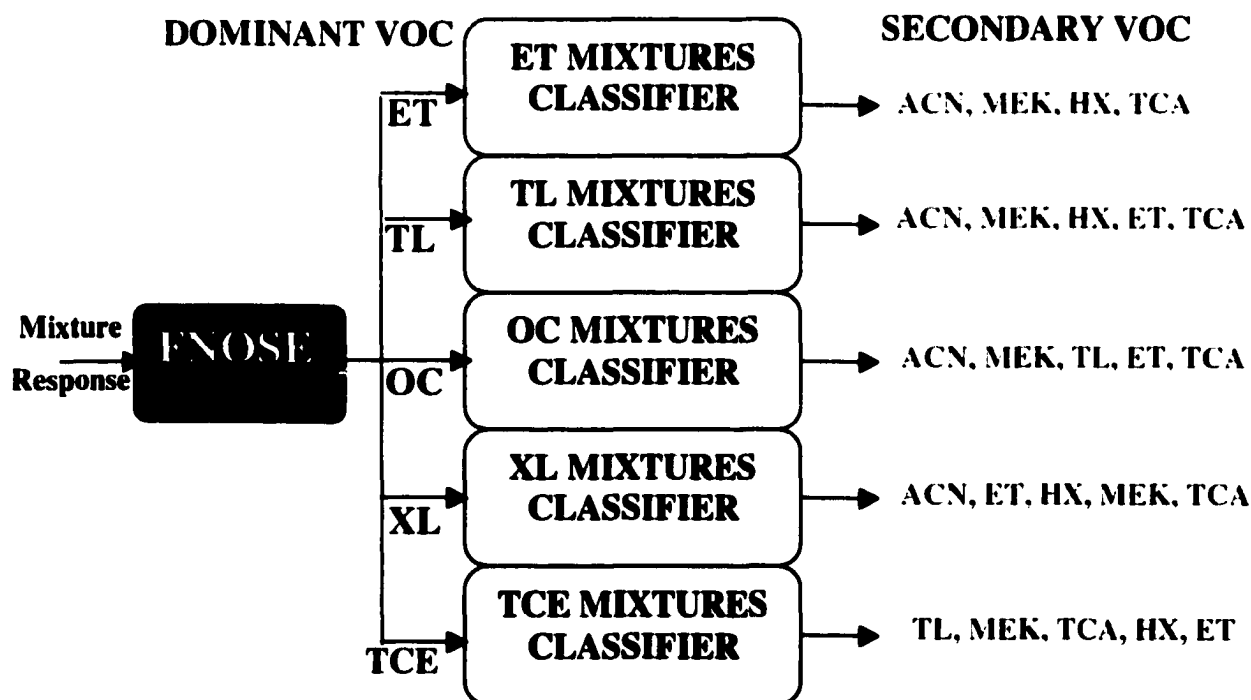 DOMINANT VOC
SECONDARY VOC
ET MIXTURES
CLASSIFIER
ET
ACN, MEK, HX, TCA
TL MIXTURES
CLASSIFIER
TL
ACN, MEK, HX, ET, TCA
Mixture
Response
ENOSE
OC MIXTURES
CLASSIFIER
OC
ACN, MEK, TL, ET, TCA
XL MIXTURES
CLASSIFIER
XL
ACN, ET, HX, MEK, TCA
TCE MIXTURES
CLASSIFIER
TCE
TL, MEK, TCA, HX, ET